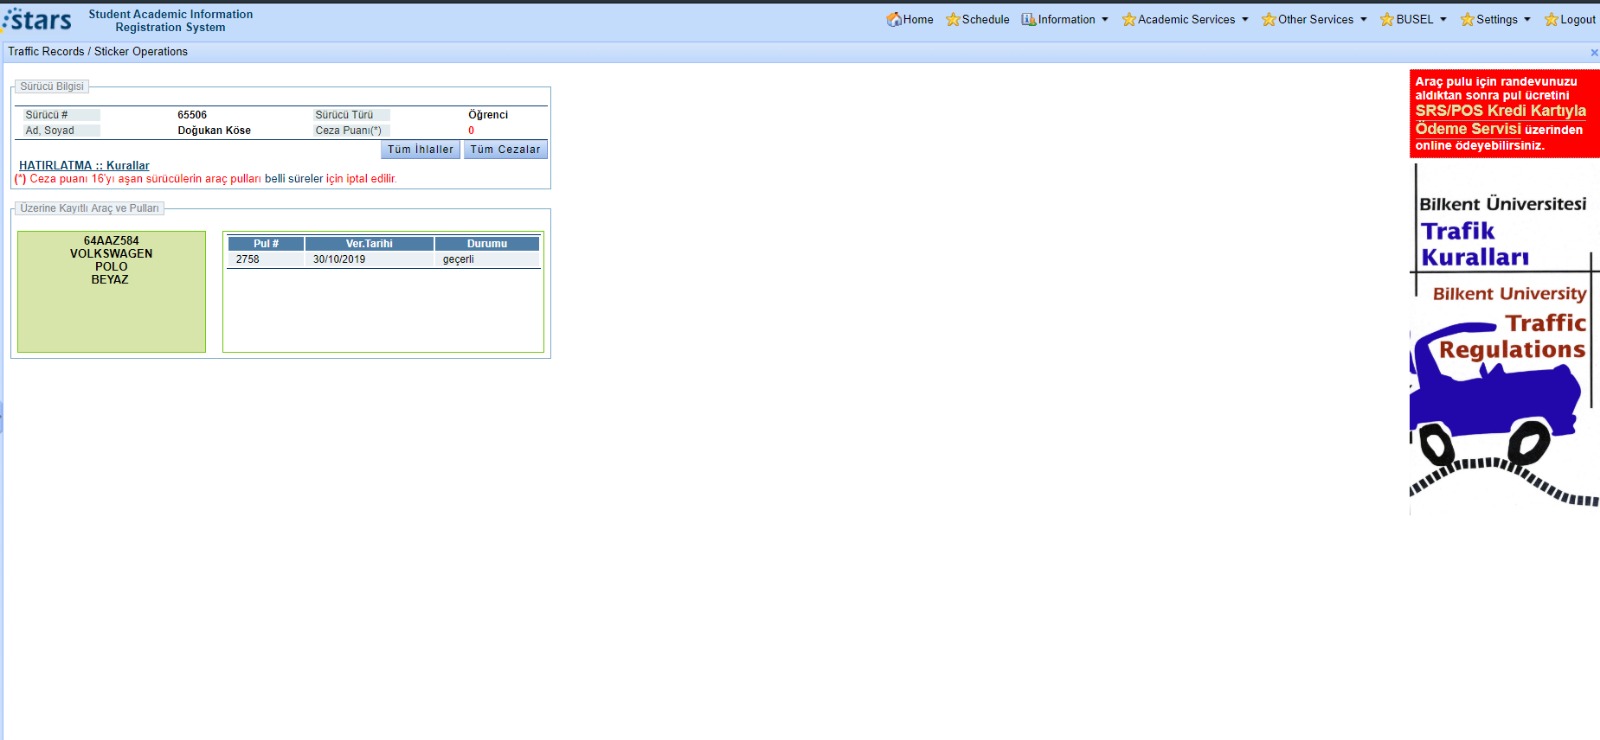 stars
Student Academic Information
Registration System
Home Schedule Information Academic Services Other Services BUSEL Settings Logout
Traffic Records / Sticker Operations
Sürücü Bilgisi
Sürücü # 65506 Sürücü Türü Öğrenci
Ad, Soyad Doğukan Köse Ceza Puanı(*) 0
Tüm İhlaller Tüm Cezalar
HATIRLATMA :: Kurallar
(*) Ceza puanı 16'yı aşan sürücülerin araç pulları belli süreler için iptal edilir.
Üzerine Kayıtlı Araç ve Pulları
64AAZ584
VOLKSWAGEN
POLO
BEYAZ
Pul # Ver.Tarihi Durumu
2758 30/10/2019 geçerli
Araç pulu için randevunuzu
aldıktan sonra pul ücretini
SRS/POS Kredi Kartıyla
Ödeme Servisi üzerinden
online ödeyebilirsiniz.
Bilkent Üniversitesi
Trafik
Kuralları
Bilkent University
Traffic
Regulations